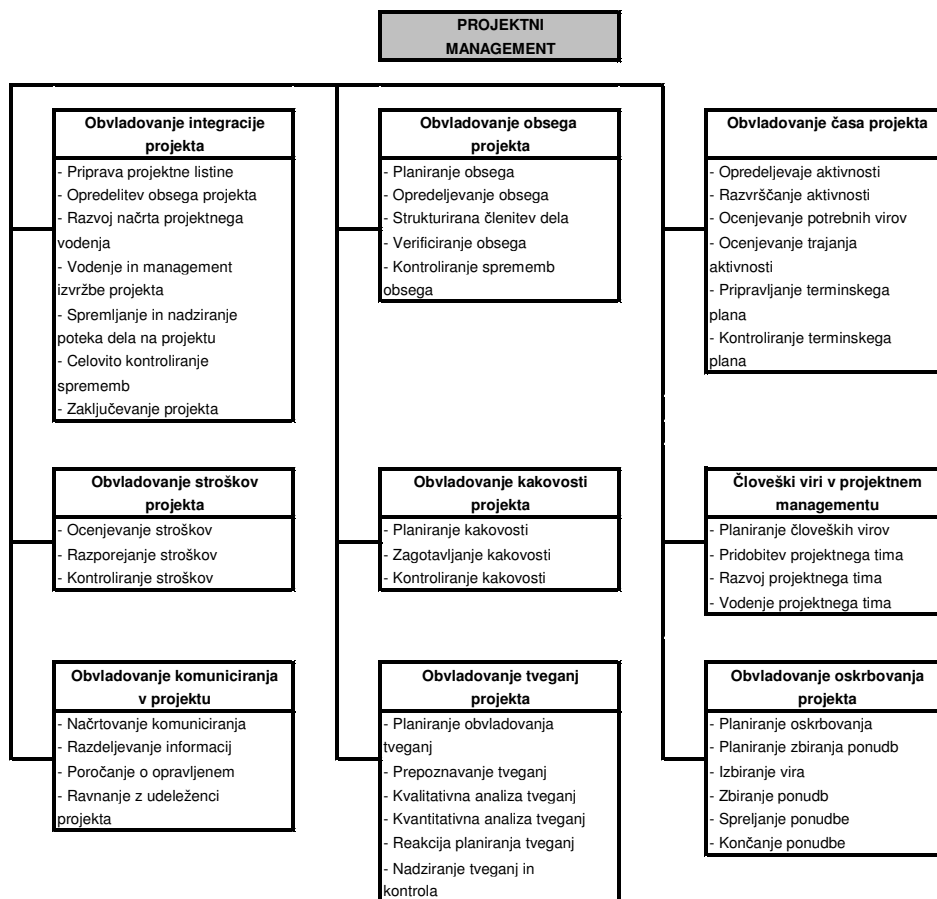 PROJEKTNI
MANAGEMENT
Obvladovanje integracije
projekta
- Priprava projektne listine
- Opredelitev obsega projekta
- Razvoj načrta projektnega
vodenja
- Vodenje in management
izvržbe projekta
- Spremljanje in nadziranje
poteka dela na projektu
- Celovito kontroliranje
sprememb
- Zaključevanje projekta
Obvladovanje obsega
projekta
- Planiranje obsega
- Opredeljevanje obsega
- Strukturirana členitev dela
- Verificiranje obsega
- Kontroliranje sprememb
obsega
Obvladovanje časa projekta
- Opredeljevaje aktivnosti
- Razvrščanje aktivnosti
- Ocenjevanje potrebnih virov
- Ocenjevanje trajanja
aktivnosti
- Pripravljanje terminskega
plana
- Kontroliranje terminskega
plana
Obvladovanje stroškov
projekta
- Ocenjevanje stroškov
- Razporejanje stroškov
- Kontroliranje stroškov
Obvladovanje kakovosti
projekta
- Planiranje kakovosti
- Zagotavljanje kakovosti
- Kontroliranje kakovosti
Človeški viri v projektnem
managementu
- Planiranje človeških virov
- Pridobitev projektnega tima
- Razvoj projektnega tima
- Vodenje projektnega tima
Obvladovanje komuniciranja
v projektu
- Načrtovanje komuniciranja
- Razdeljevanje informacij
- Poročanje o opravljenem
- Ravnanje z udeleženci
projekta
Obvladovanje tveganj
projekta
- Planiranje obvladovanja
tveganj
- Prepoznavanje tveganj
- Kvalitativna analiza tveganj
- Kvantitativna analiza tveganj
- Reakcija planiranja tveganj
- Nadziranje tveganj in
kontrola
Obvladovanje oskrbovanja
projekta
- Planiranje oskrbovanja
- Planiranje zbiranja ponudb
- Izbiranje vira
- Zbiranje ponudb
- Spreljanje ponudbe
- Končanje ponudbe